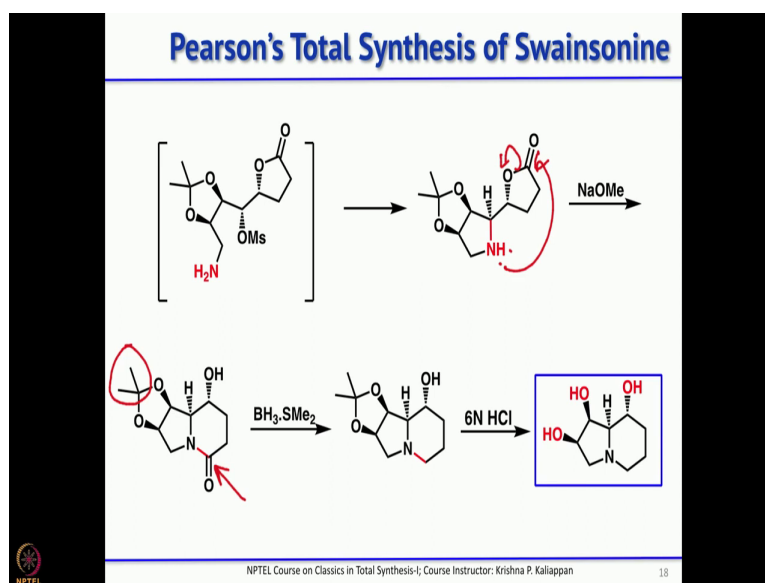 Pearson's Total Synthesis of Swainsonine
O
O
O
O
OMs
H₂N
O
O
O
O
H
NH
NaOMe
O
O
H
OH
N
O
BH3.SMe2
O
O
H
OH
N
6N HCl
HO
HO
H
OH
N
NPTEL Course on Classics in Total Synthesis-I; Course Instructor: Krishna P. Kaliappan
18
NPTEL